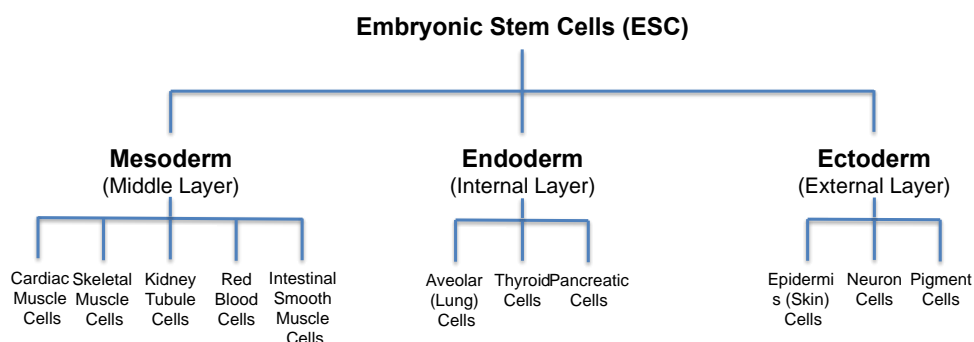 Embryonic Stem Cells (ESC)
Mesoderm
(Middle Layer)
Endoderm
(Internal Layer)
Ectoderm
(External Layer)
Cardiac
Muscle
Cells
Skeletal
Muscle
Cells
Kidney
Tubule
Cells
Red
Blood
Cells
Intestinal
Smooth
Muscle
Cells
Aveolar
(Lung)
Cells
Thyroid
Cells
Pancreatic
Cells
Epidermi
s (Skin)
Cells
Neuron
Cells
Pigment
Cells